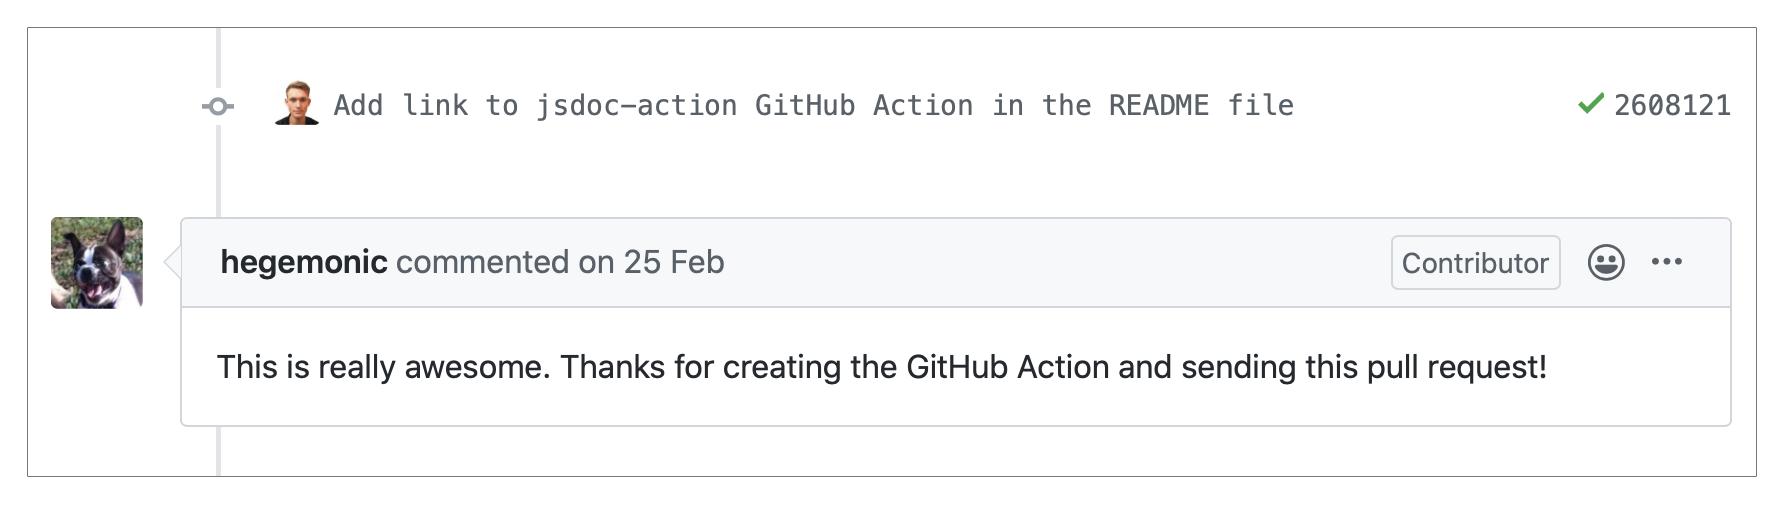 Add link to jsdoc-action GitHub Action in the README file 2608121
hegemonic commented on 25 Feb Contributor
This is really awesome. Thanks for creating the GitHub Action and sending this pull request!